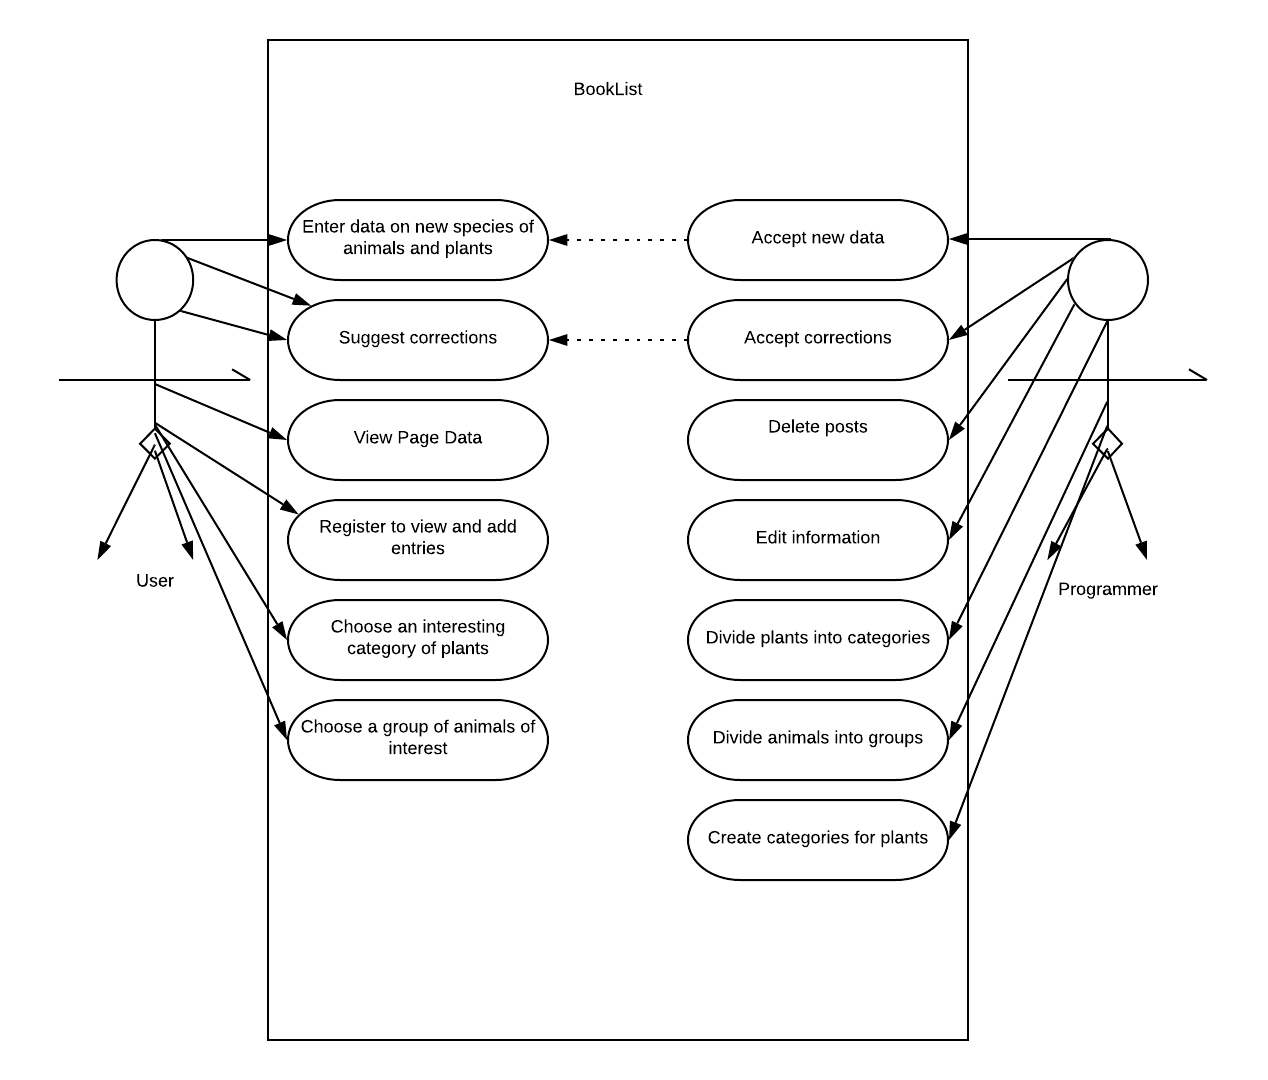 BookList
Enter data on new species of
animals and plants
Accept new data
Suggest corrections
Accept corrections
View Page Data
Delete posts
Register to view and add
entries
Edit information
User
Programmer
Choose an interesting
category of plants
Divide plants into categories
Choose a group of animals of
interest
Divide animals into groups
Create categories for plants